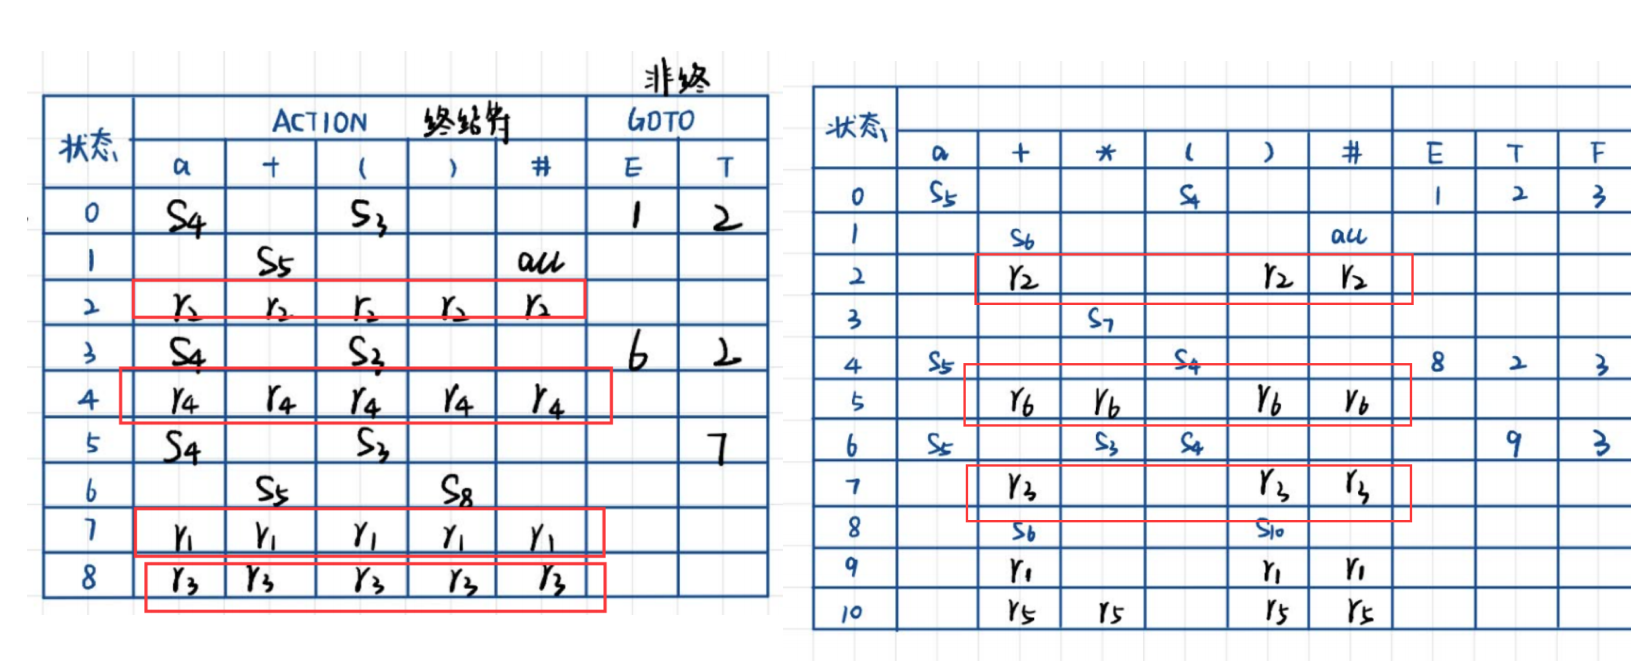 非终
状态 ACTION 终结符 GOTO
a + ( ) # E T
0 S4 S3 1 2
1 S5 acc
2 r2 r2 r2 r2 r2
3 S4 S3 6 2
4 r4 r4 r4 r4 r4
5 S4 S3 7
6 S5 S8
7 r1 r1 r1 r1 r1
8 r3 r3 r3 r3 r3
状态
a + * ( ) # E T F
0 S5 S4 1 2 3
1 S6 acc
2 r2 r2 r2
3 S7
4 S5 S4 8 2 3
5 r6 r6 r6 r6
6 S5 S3 S4 9 3
7 r3 r3 r3
8 S6 S10
9 r1 r1 r1
10 r5 r5 r5 r5